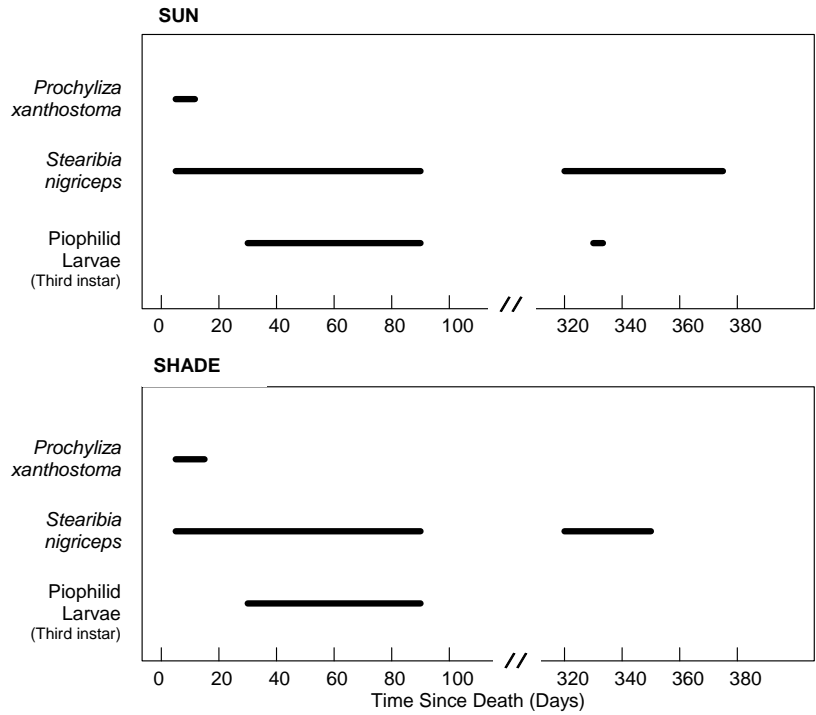 SUN
Prochyliza
xanthostoma
Stearibia
nigriceps
Piophilid
Larvae
(Third instar)
0 20 40 60 80 100 // 320 340 360 380
SHADE
Prochyliza
xanthostoma
Stearibia
nigriceps
Piophilid
Larvae
(Third instar)
0 20 40 60 80 100 // 320 340 360 380
Time Since Death (Days)